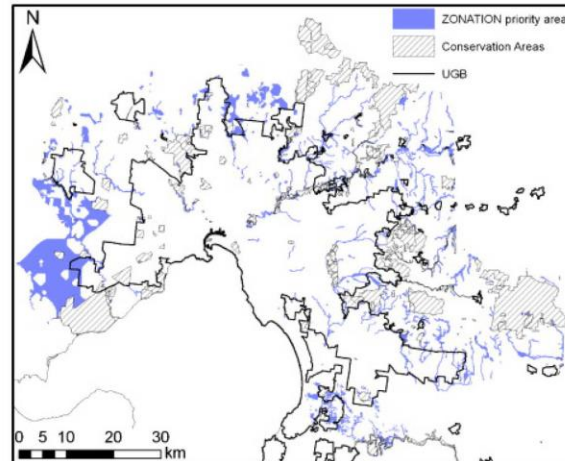 N
ZONATION priority area
Conservation Areas
UGB
0 5 10 20 30
km